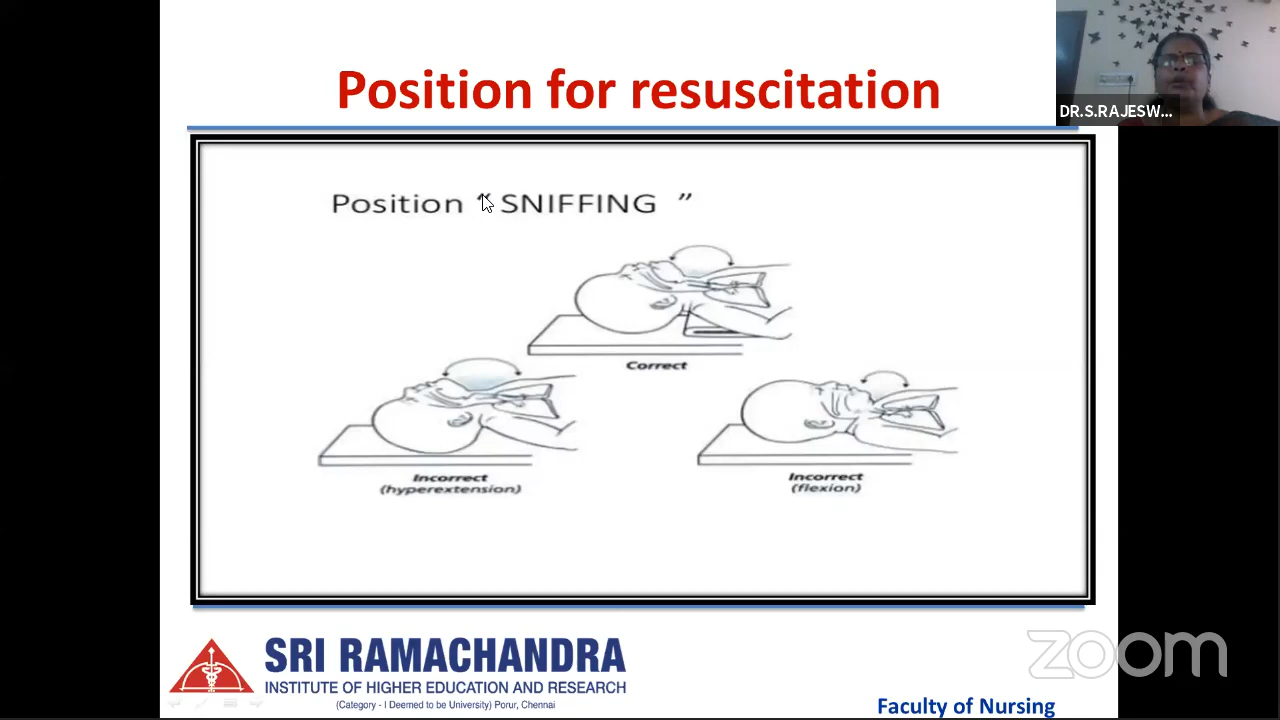 Position for resuscitation
DR.S.RAJESW...
Position “ SNIFFING ”
Correct
Incorrect
(hyperextension)
Incorrect
(flexion)
SRI RAMACHANDRA
INSTITUTE OF HIGHER EDUCATION AND RESEARCH
(Category - I Deemed to be University) Porur, Chennai
zoom
Faculty of Nursing